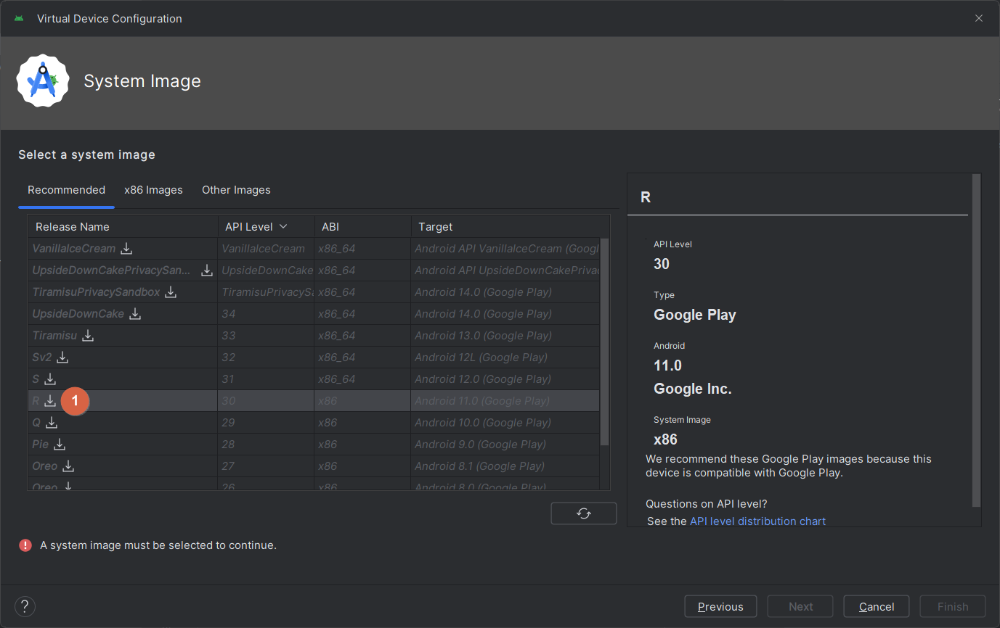 Virtual Device Configuration
System Image
Select a system image
Recommended x86 Images Other Images
Release Name API Level ABI Target
VanillaIceCream VanillaIceCream x86_64 Android API VanillaIceCream (Googl
UpsideDownCakePrivacySan... UpsideDownCake x86_64 Android API UpsideDownCakePrivac
TiramisuPrivacySandbox TiramisuPrivacySa x86_64 Android 14.0 (Google Play)
UpsideDownCake 34 x86_64 Android 14.0 (Google Play)
Tiramisu 33 x86_64 Android 13.0 (Google Play)
Sv2 32 x86_64 Android 12L (Google Play)
S 31 x86_64 Android 12.0 (Google Play)
R 1 30 x86 Android 11.0 (Google Play)
Q 29 x86 Android 10.0 (Google Play)
Pie 28 x86 Android 9.0 (Google Play)
Oreo 27 x86 Android 8.1 (Google Play)
Oreo 26 x86 Android 8.0 (Google Play)
R
API Level
30
Type
Google Play
Android
11.0
Google Inc.
System Image
x86
We recommend these Google Play images because this
device is compatible with Google Play.
Questions on API level?
See the API level distribution chart
! A system image must be selected to continue.
? Previous Next Cancel Finish